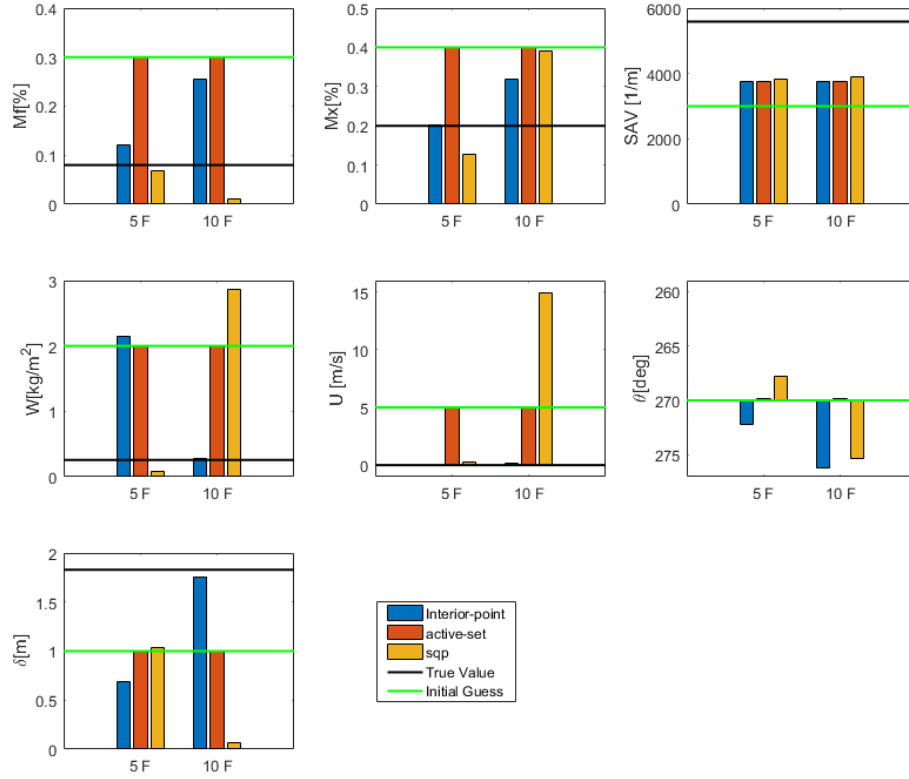 0.4
0.3
0.2
0.1
0
Mf[%]
5 F
10 F
0.5
0.4
0.3
0.2
0.1
0
Mx[%]
5 F
10 F
6000
4000
2000
0
SAV [1/m]
5 F
10 F
3
2
1
0
W[kg/m²]
5 F
10 F
15
10
5
0
U [m/s]
5 F
10 F
260
265
270
275
θ[deg]
5 F
10 F
2
1.5
1
0.5
0
δ[m]
5 F
10 F
Interior-point
active-set
sqp
True Value
Initial Guess